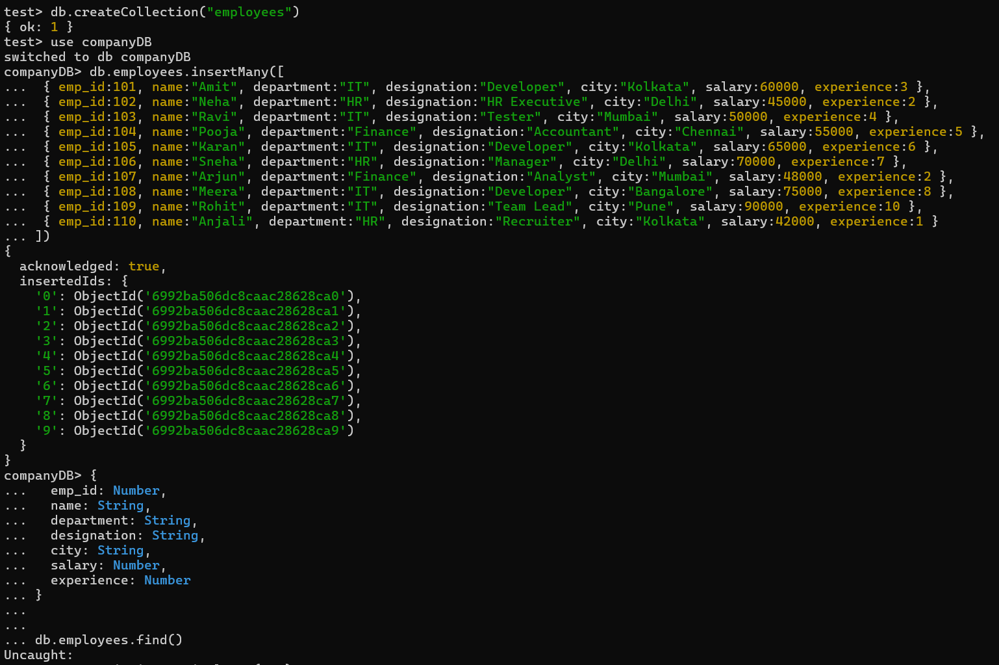 test> db.createCollection("employees")
{ ok: 1 }
test> use companyDB
switched to db companyDB
companyDB> db.employees.insertMany([
...  { emp_id:101, name:"Amit", department:"IT", designation:"Developer", city:"Kolkata", salary:60000, experience:3 },
...  { emp_id:102, name:"Neha", department:"HR", designation:"HR Executive", city:"Delhi", salary:45000, experience:2 },
...  { emp_id:103, name:"Ravi", department:"IT", designation:"Tester", city:"Mumbai", salary:50000, experience:4 },
...  { emp_id:104, name:"Pooja", department:"Finance", designation:"Accountant", city:"Chennai", salary:55000, experience:5 },
...  { emp_id:105, name:"Karan", department:"IT", designation:"Developer", city:"Kolkata", salary:65000, experience:6 },
...  { emp_id:106, name:"Sneha", department:"HR", designation:"Manager", city:"Delhi", salary:70000, experience:7 },
...  { emp_id:107, name:"Arjun", department:"Finance", designation:"Analyst", city:"Mumbai", salary:48000, experience:2 },
...  { emp_id:108, name:"Meera", department:"IT", designation:"Developer", city:"Bangalore", salary:75000, experience:8 },
...  { emp_id:109, name:"Rohit", department:"IT", designation:"Team Lead", city:"Pune", salary:90000, experience:10 },
...  { emp_id:110, name:"Anjali", department:"HR", designation:"Recruiter", city:"Kolkata", salary:42000, experience:1 }
... ])
{
  acknowledged: true,
  insertedIds: {
    '0': ObjectId('6992ba506dc8caac28628ca0'),
    '1': ObjectId('6992ba506dc8caac28628ca1'),
    '2': ObjectId('6992ba506dc8caac28628ca2'),
    '3': ObjectId('6992ba506dc8caac28628ca3'),
    '4': ObjectId('6992ba506dc8caac28628ca4'),
    '5': ObjectId('6992ba506dc8caac28628ca5'),
    '6': ObjectId('6992ba506dc8caac28628ca6'),
    '7': ObjectId('6992ba506dc8caac28628ca7'),
    '8': ObjectId('6992ba506dc8caac28628ca8'),
    '9': ObjectId('6992ba506dc8caac28628ca9')
  }
}
companyDB> {
...   emp_id: Number,
...   name: String,
...   department: String,
...   designation: String,
...   city: String,
...   salary: Number,
...   experience: Number
... }
...
...
... db.employees.find()
Uncaught: